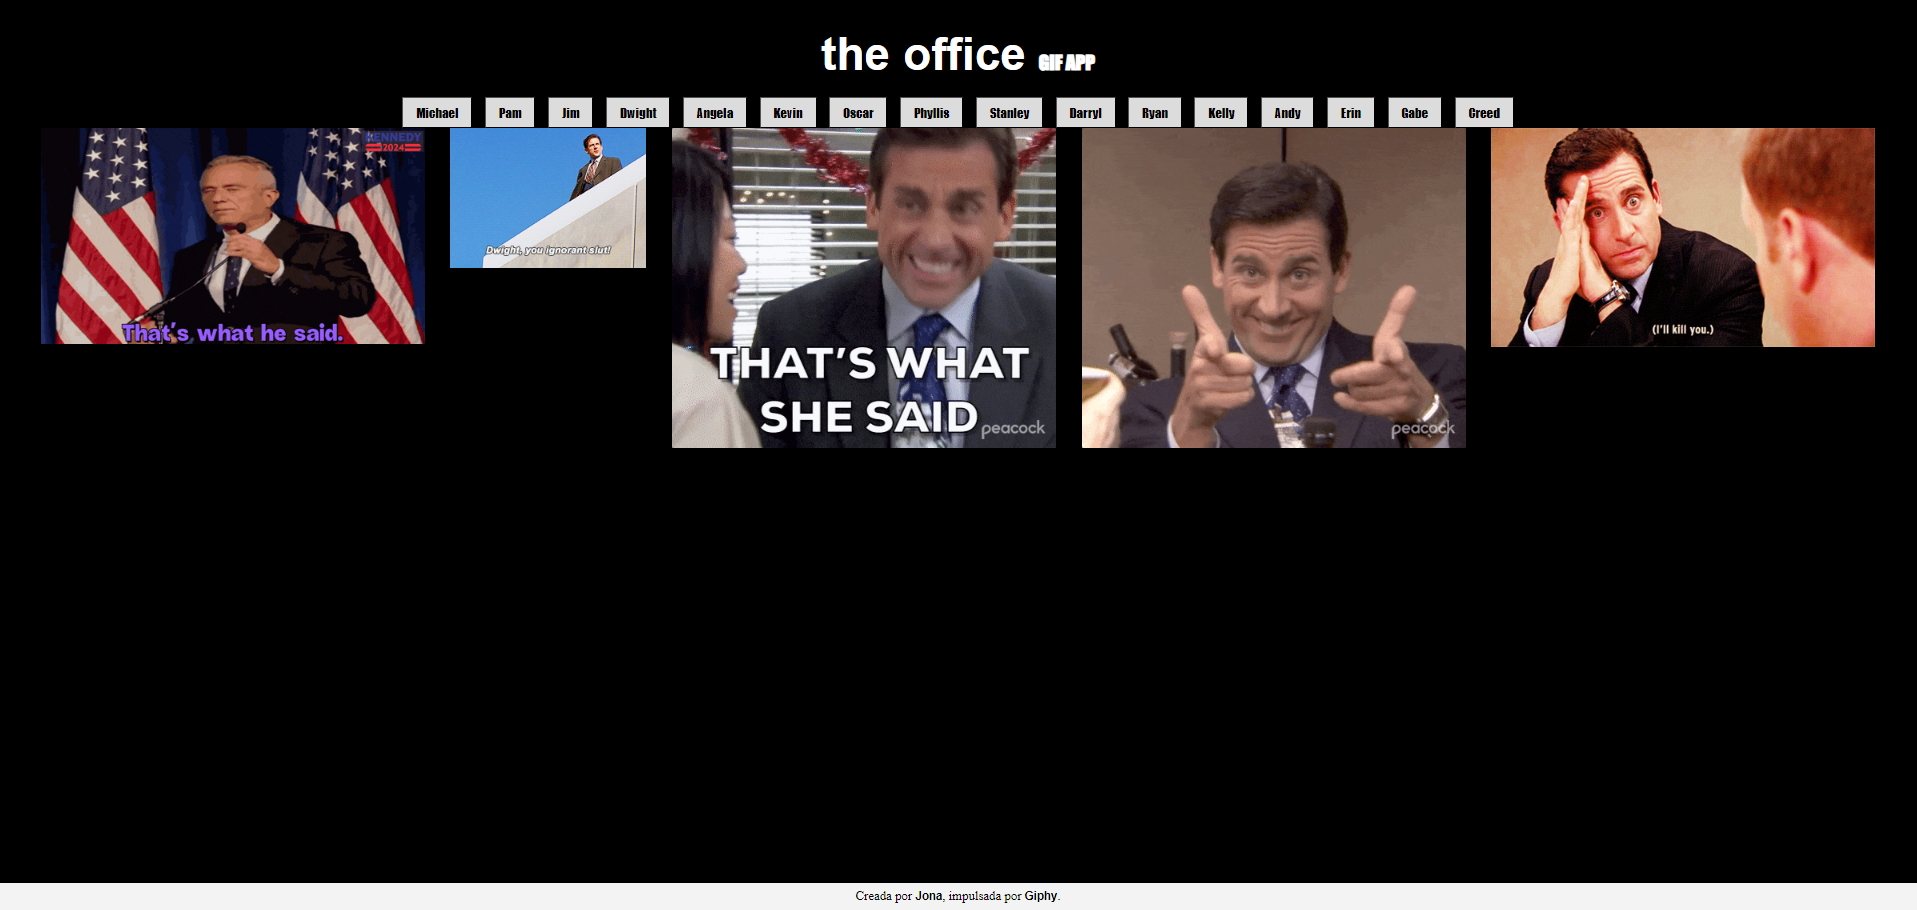 the office GIF APP
Michael Pam Jim Dwight Angela Kevin Oscar Phyllis Stanley Darryl Ryan Kelly Andy Erin Gabe Creed
KENNEDY
2024
That's what he said.
Dwight, you ignorant slut!
THAT'S WHAT
SHE SAID
peacock
peacock
(I'll kill you.)
Creada por Jona, impulsada por Giphy.